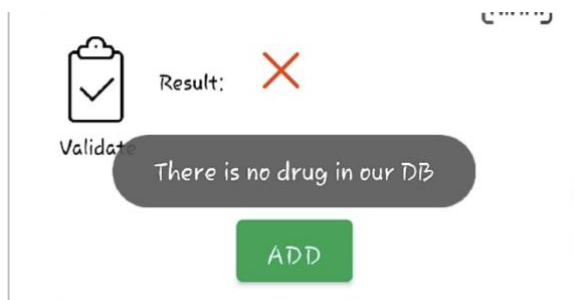 Result:
Validate
There is no drug in our DB
ADD